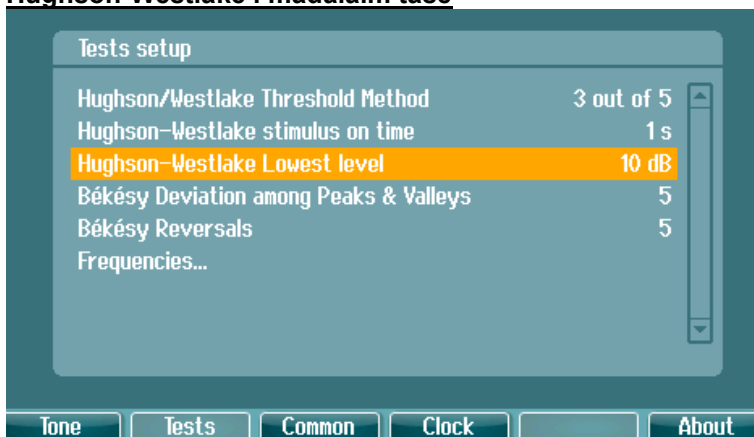 Hughson-Westlake'i madalaim tase
Tests setup
Hughson/Westlake Threshold Method 3 out of 5
Hughson-Westlake stimulus on time 1 s
Hughson-Westlake Lowest level 10 dB
Békésy Deviation among Peaks & Valleys 5
Békésy Reversals 5
Frequencies...
Tone Tests Common Clock About